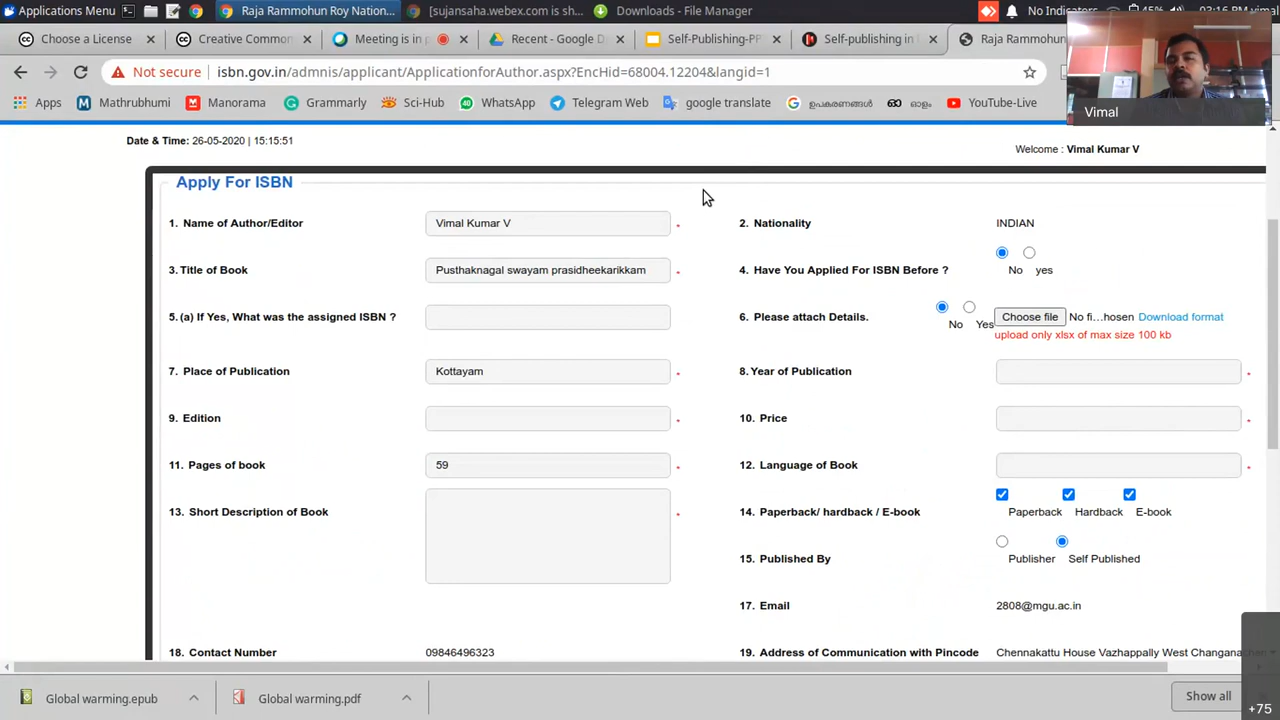 Applications Menu
Raja Rammohun Roy Nation...
[sujansaha.webex.com is sh...
Downloads - File Manager
No Indicators
45%
03:16 PM vimal
Choose a License
Creative Common
Meeting is in p
Recent - Google D
Self-Publishing-PP
Self-publishing in
Raja Rammohun
Not secure
isbn.gov.in/admnis/applicant/ApplicationforAuthor.aspx?EncHid=68004.12204&langid=1
Vimal
Apps
Mathrubhumi
Manorama
Grammarly
Sci-Hub
WhatsApp
Telegram Web
google translate
ഉപകരണങ്ങൾ
ഓളം
YouTube-Live
Date & Time: 26-05-2020 | 15:15:51
Welcome : Vimal Kumar V
Apply For ISBN
1. Name of Author/Editor
Vimal Kumar V
*
2. Nationality
INDIAN
3.Title of Book
Pusthaknagal swayam prasidheekarikkam
*
4. Have You Applied For ISBN Before ?
No yes
5.(a) If Yes, What was the assigned ISBN ?
6. Please attach Details.
No Yes
Choose file No fi...hosen Download format
upload only xlsx of max size 100 kb
7. Place of Publication
Kottayam
*
8.Year of Publication
*
9. Edition
*
10. Price
*
11. Pages of book
59
*
12. Language of Book
*
13. Short Description of Book
*
14. Paperback/ hardback / E-book
Paperback Hardback E-book
15. Published By
Publisher Self Published
17. Email
2808@mgu.ac.in
18. Contact Number
09846496323
19. Address of Communication with Pincode
Chennakattu House Vazhappally West Changanachar
Global warming.epub
Global warming.pdf
Show all
+75